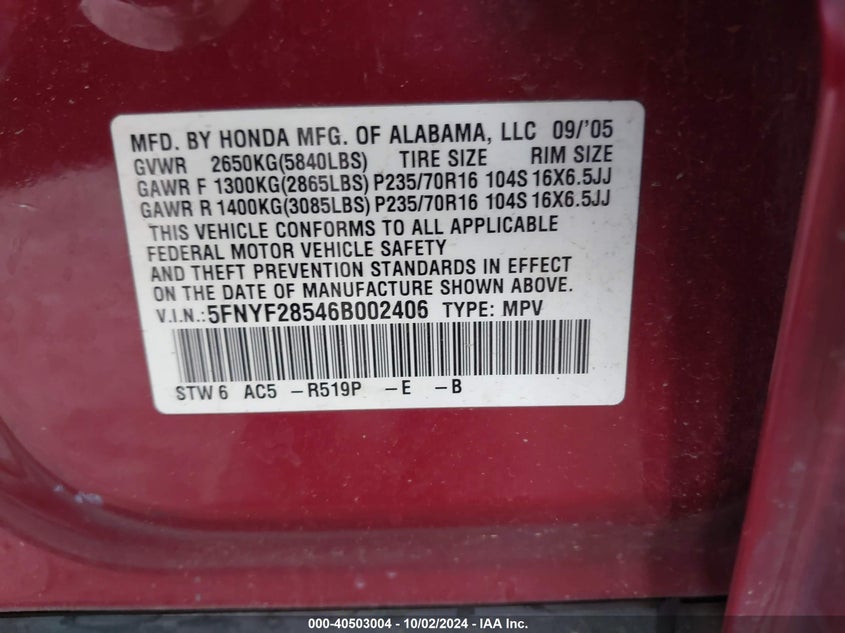 MFD. BY HONDA MFG. OF ALABAMA, LLC 09/'05
GVWR 2650KG(5840LBS) TIRE SIZE RIM SIZE
GAWR F 1300KG(2865LBS) P235/70R16 104S 16X6.5JJ
GAWR R 1400KG(3085LBS) P235/70R16 104S 16X6.5JJ
THIS VEHICLE CONFORMS TO ALL APPLICABLE
FEDERAL MOTOR VEHICLE SAFETY
AND THEFT PREVENTION STANDARDS IN EFFECT
ON THE DATE OF MANUFACTURE SHOWN ABOVE.
V.I.N.:5FNYF28546B002406 TYPE: MPV
STW6 AC5 –R519P –E –B
000-40503004 - 10/02/2024 - IAA Inc.